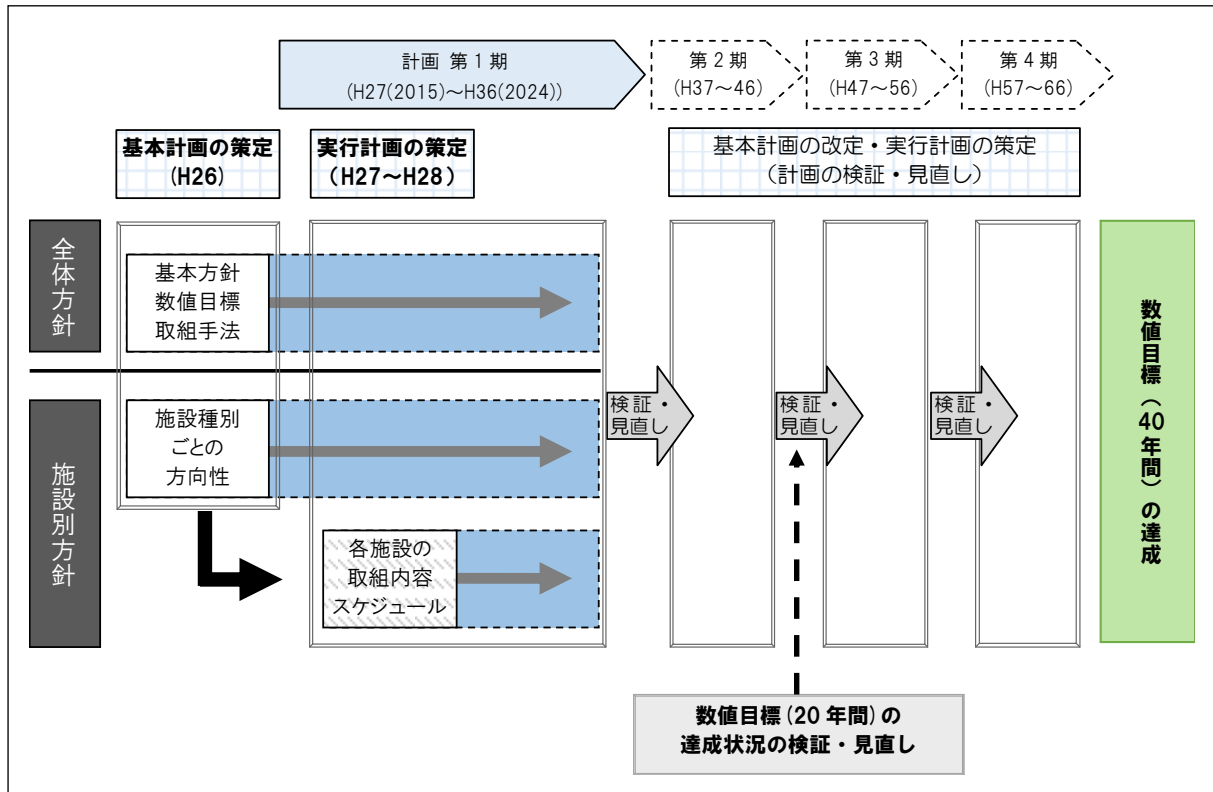 計画 第1期
(H27(2015)~H36(2024))
第2期
(H37~46)
第3期
(H47~56)
第4期
(H57~66)
基本計画の策定
(H26)
実行計画の策定
(H27~H28)
基本計画の改定・実行計画の策定
(計画の検証・見直し)
全体方針
基本方針
数値目標
取組手法
施設別方針
施設種別
ごとの
方向性
各施設の
取組内容
スケジュール
検証・
見直し
検証・
見直し
検証・
見直し
数値目標(40年間)の達成
数値目標(20年間)の
達成状況の検証・見直し